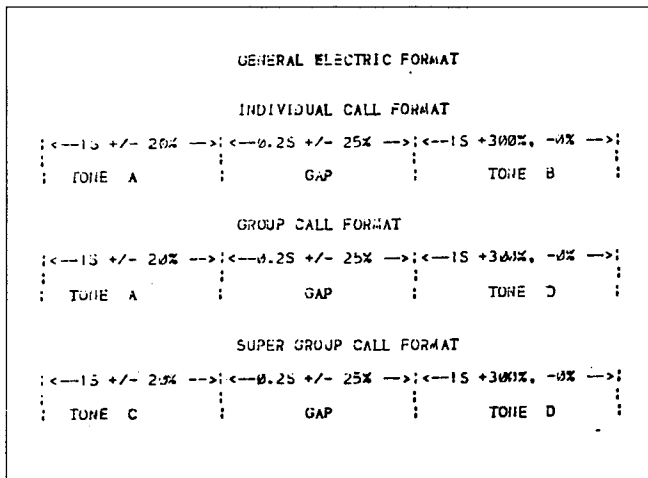 GENERAL ELECTRIC FORMAT
INDIVIDUAL CALL FORMAT
¦<--1S +/- 20% -->¦<--0.2S +/- 25% -->¦<--1S +300%, -0% -->¦
¦ TONE A ¦ GAP ¦ TONE B ¦
GROUP CALL FORMAT
¦<--1S +/- 20% -->¦<--0.2S +/- 25% -->¦<--1S +300%, -0% -->¦
¦ TONE A ¦ GAP ¦ TONE D ¦
SUPER GROUP CALL FORMAT
¦<--1S +/- 20% -->¦<--0.2S +/- 25% -->¦<--1S +300%, -0% -->¦
¦ TONE C ¦ GAP ¦ TONE D ¦